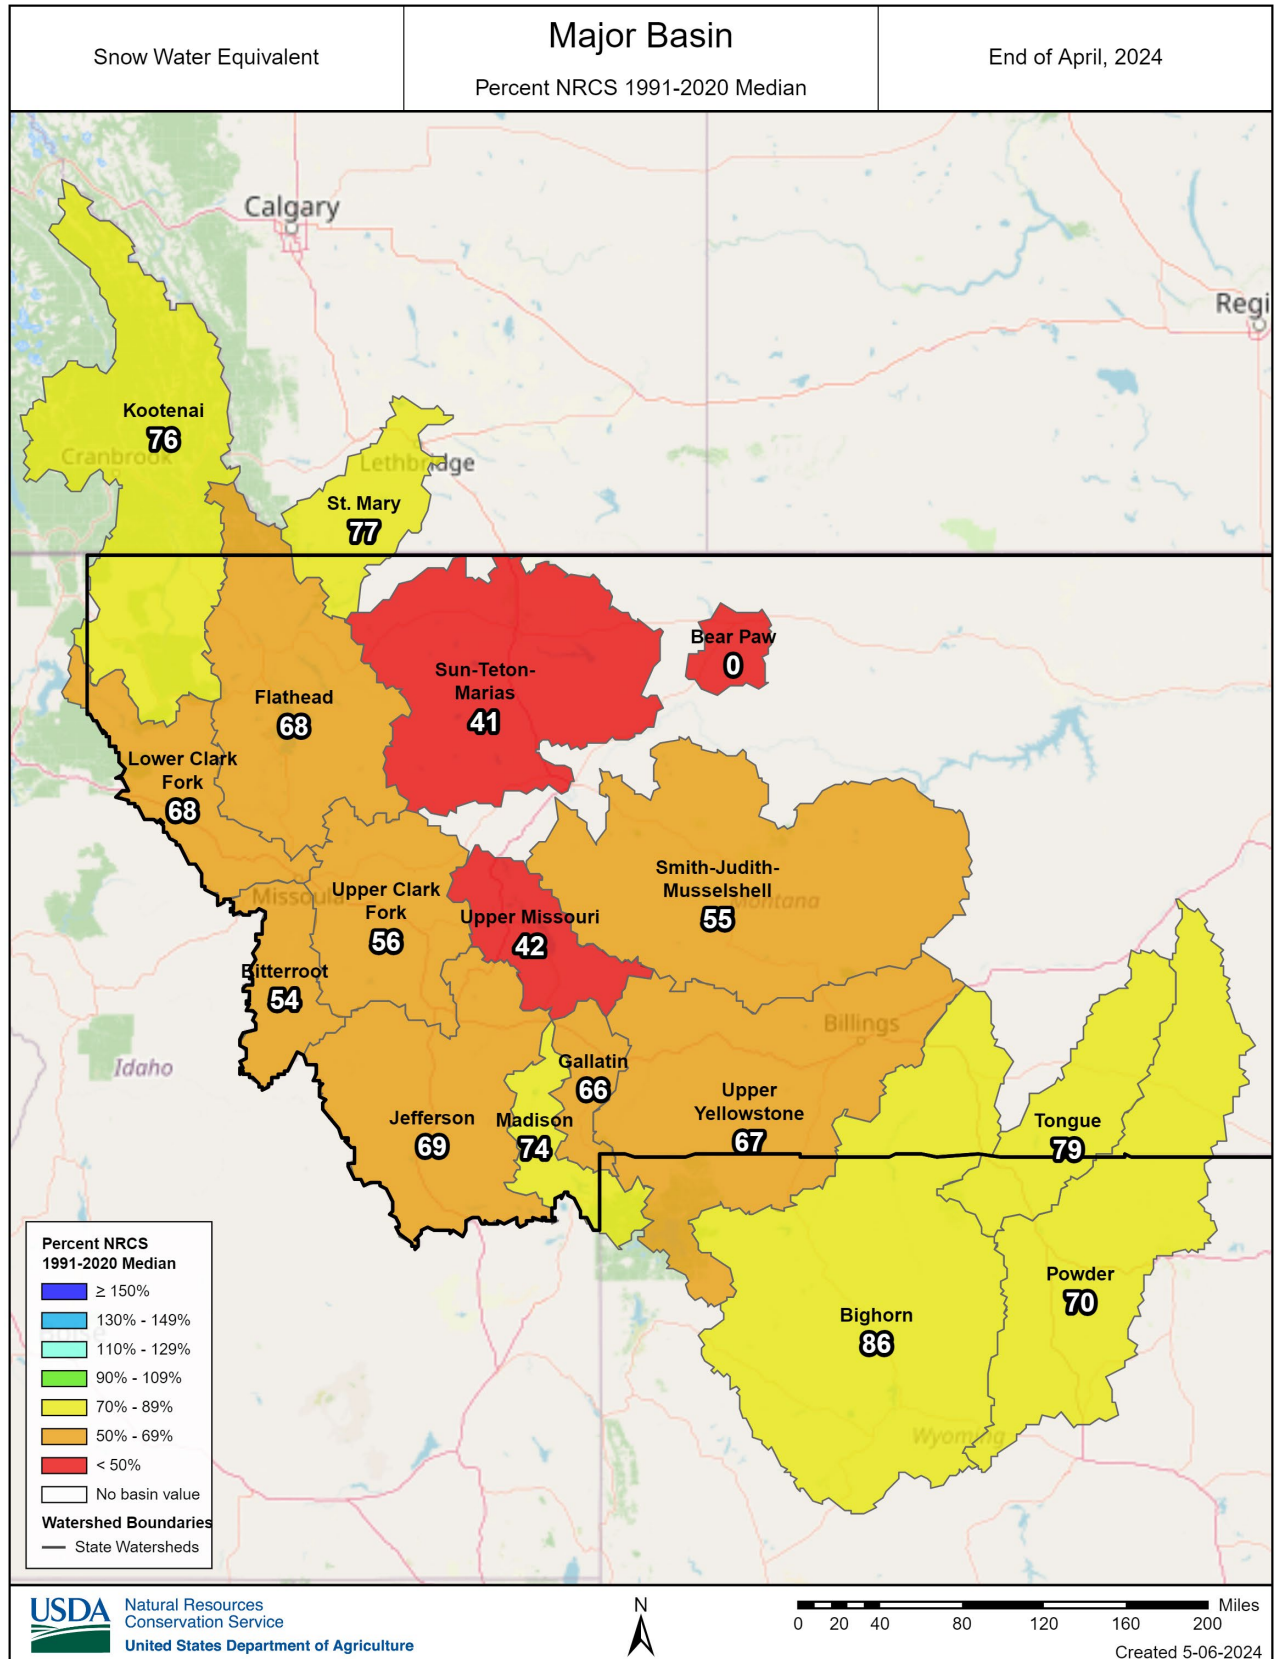 Snow Water Equivalent
Major Basin
Percent NRCS 1991-2020 Median
End of April, 2024
Calgary
Regi
Kootenai
76
Cranbrook
Lethbridge
St. Mary
77
Bear Paw
0
Sun-Teton-
Marias
41
Flathead
68
Lower Clark
Fork
68
Smith-Judith-
Musselshell
55
Montana
Missoula
Upper Clark
Fork
56
Upper Missouri
42
Bitterroot
54
Billings
Idaho
Gallatin
66
Upper
Yellowstone
67
Jefferson
69
Madison
74
Tongue
79
Powder
70
Bighorn
86
Wyoming
Percent NRCS
1991-2020 Median
≥ 150%
130% - 149%
110% - 129%
90% - 109%
70% - 89%
50% - 69%
< 50%
No basin value
Watershed Boundaries
State Watersheds
USDA
Natural Resources
Conservation Service
United States Department of Agriculture
N
Miles
0 20 40 80 120 160 200
Created 5-06-2024